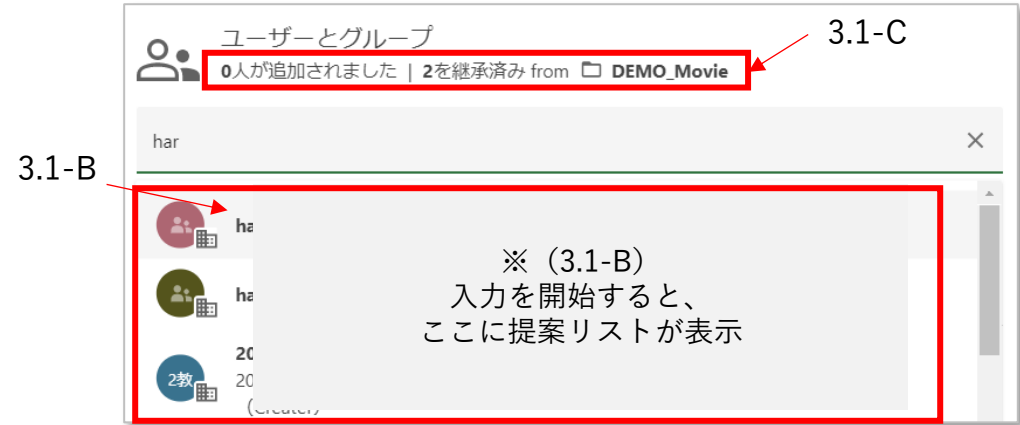 ユーザーとグループ
3.1-C
0人が追加されました | 2を継承済み from DEMO_Movie
har
3.1-B
ha
※（3.1-B）
入力を開始すると、
ha
ここに提案リストが表示
20
2教
20